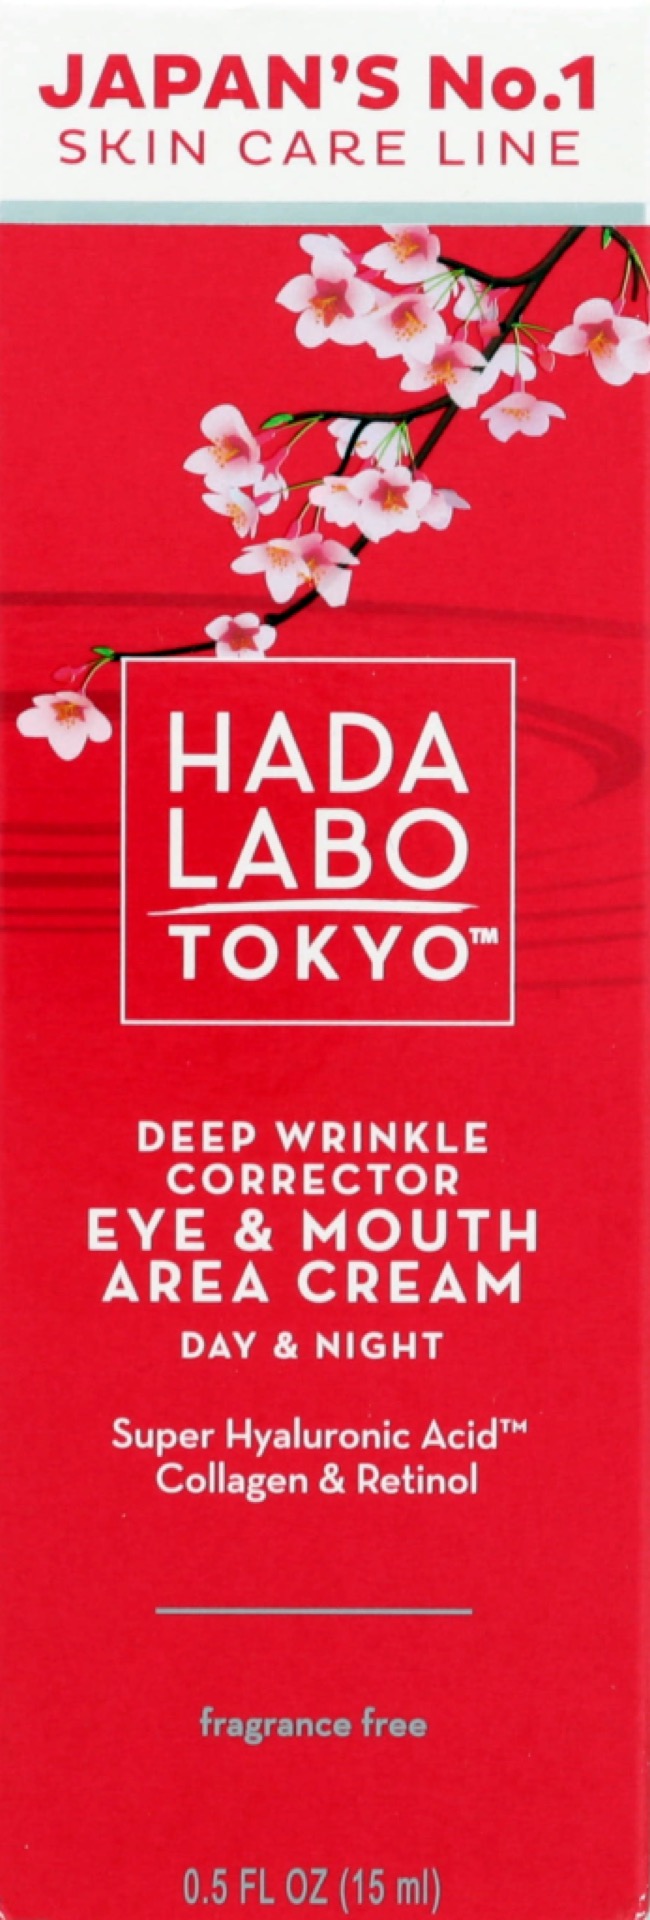 JAPAN'S No.1
SKIN CARE LINE
HADA
LABO
TOKYO™
DEEP WRINKLE
CORRECTOR
EYE & MOUTH
AREA CREAM
DAY & NIGHT
Super Hyaluronic Acid™
Collagen & Retinol
fragrance free
0.5 FL OZ (15 ml)